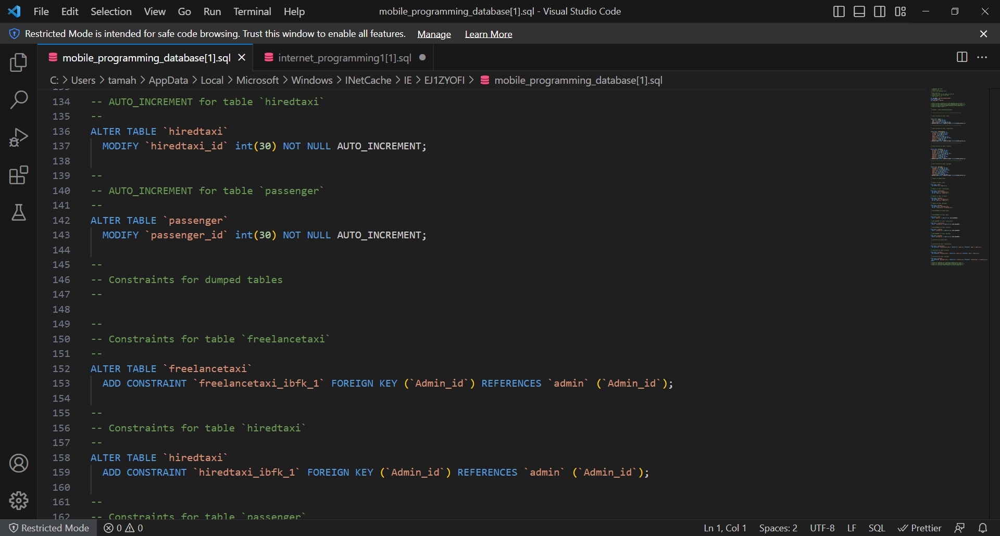 File Edit Selection View Go Run Terminal Help mobile_programming_database[1].sql - Visual Studio Code
Restricted Mode is intended for safe code browsing. Trust this window to enable all features. Manage Learn More
mobile_programming_database[1].sql internet_programming1[1].sql
C: > Users > tamah > AppData > Local > Microsoft > Windows > INetCache > IE > EJ1ZYOFI > mobile_programming_database[1].sql
134 -- AUTO_INCREMENT for table `hiredtaxi`
135 --
136 ALTER TABLE `hiredtaxi`
137 MODIFY `hiredtaxi_id` int(30) NOT NULL AUTO_INCREMENT;
138
139 --
140 -- AUTO_INCREMENT for table `passenger`
141 --
142 ALTER TABLE `passenger`
143 MODIFY `passenger_id` int(30) NOT NULL AUTO_INCREMENT;
144
145 --
146 -- Constraints for dumped tables
147 --
148
149 --
150 -- Constraints for table `freelancetaxi`
151 --
152 ALTER TABLE `freelancetaxi`
153 ADD CONSTRAINT `freelancetaxi_ibfk_1` FOREIGN KEY (`Admin_id`) REFERENCES `admin` (`Admin_id`);
154
155 --
156 -- Constraints for table `hiredtaxi`
157 --
158 ALTER TABLE `hiredtaxi`
159 ADD CONSTRAINT `hiredtaxi_ibfk_1` FOREIGN KEY (`Admin_id`) REFERENCES `admin` (`Admin_id`);
160
161 --
162 -- Constraints for table `passenger`
Restricted Mode 0 0 Ln 1, Col 1 Spaces: 2 UTF-8 LF SQL Prettier